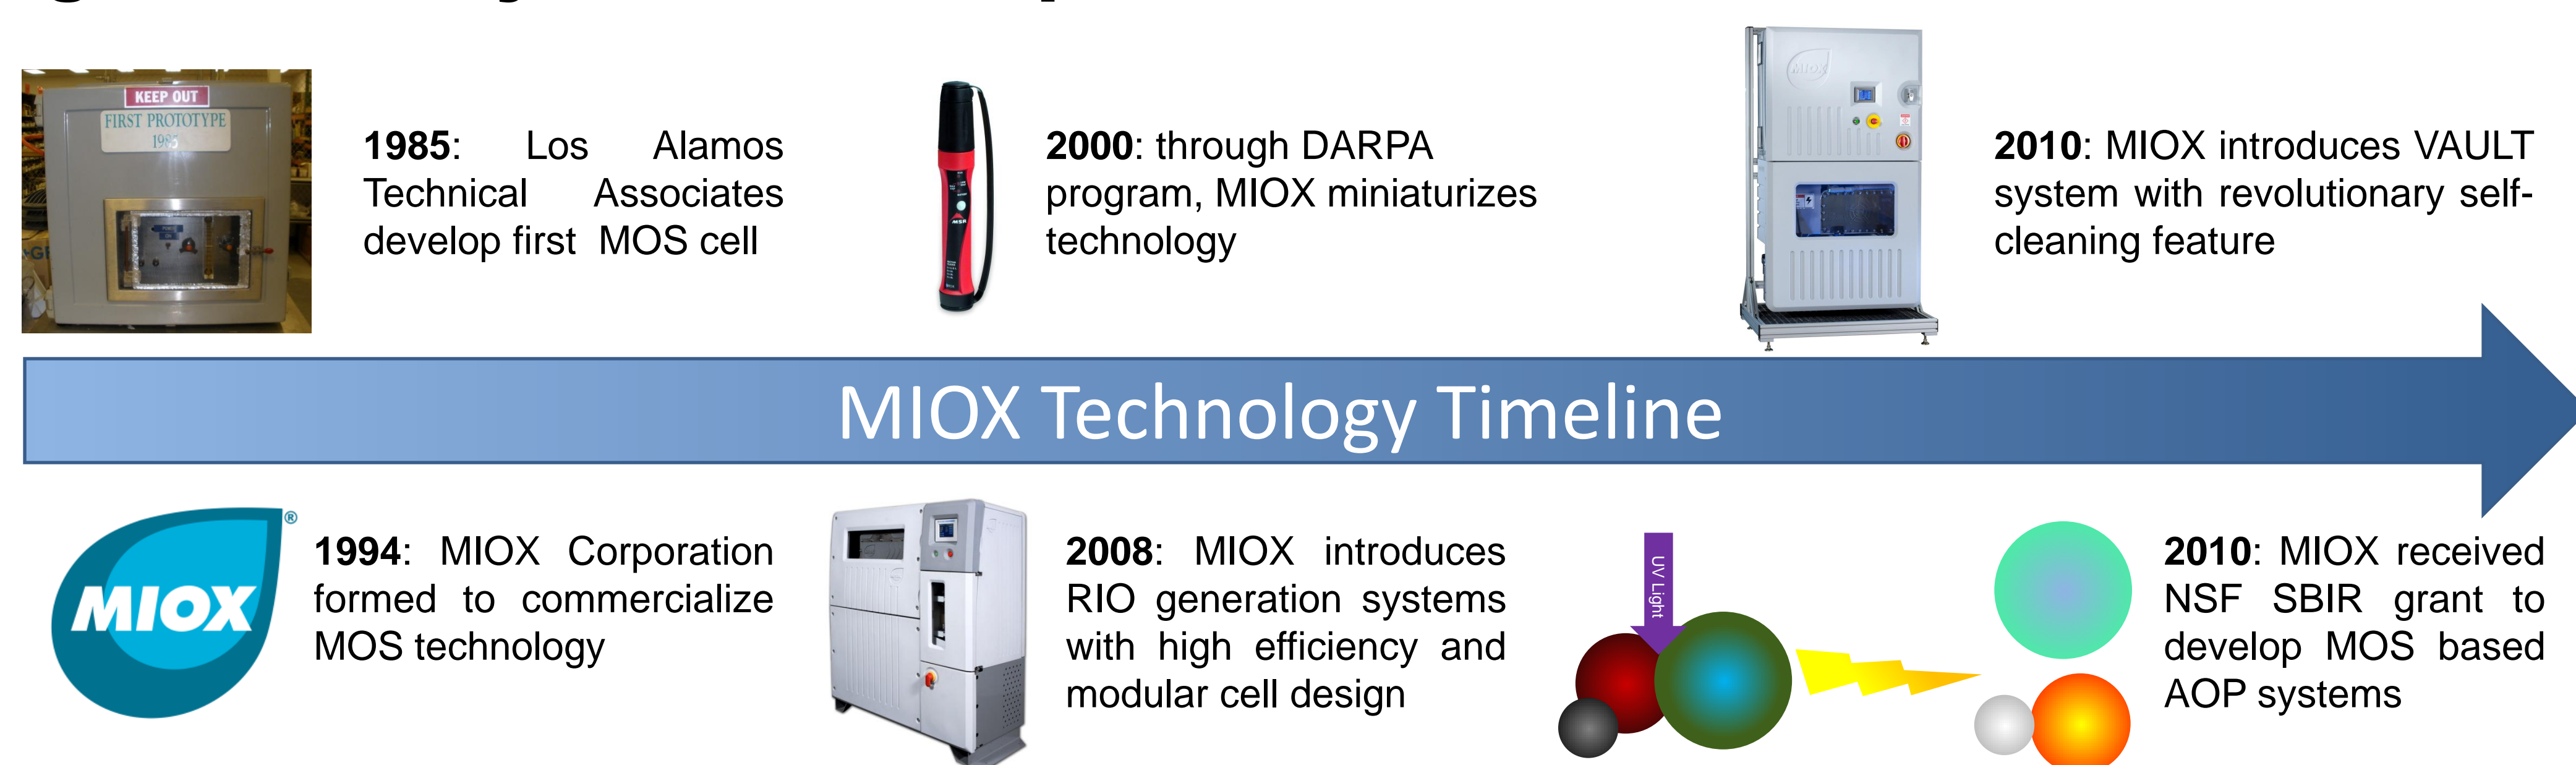 KEEP OUT
FIRST PROTOTYPE
1985
1985: Los Alamos
Technical Associates
develop first MOS cell
MSR
2000: through DARPA
program, MIOX miniaturizes
technology
MIOX
2010: MIOX introduces VAULT
system with revolutionary self-
cleaning feature
MIOX Technology Timeline
MIOX®
1994: MIOX Corporation
formed to commercialize
MOS technology
2008: MIOX introduces
RIO generation systems
with high efficiency and
modular cell design
UV Light
2010: MIOX received
NSF SBIR grant to
develop MOS based
AOP systems